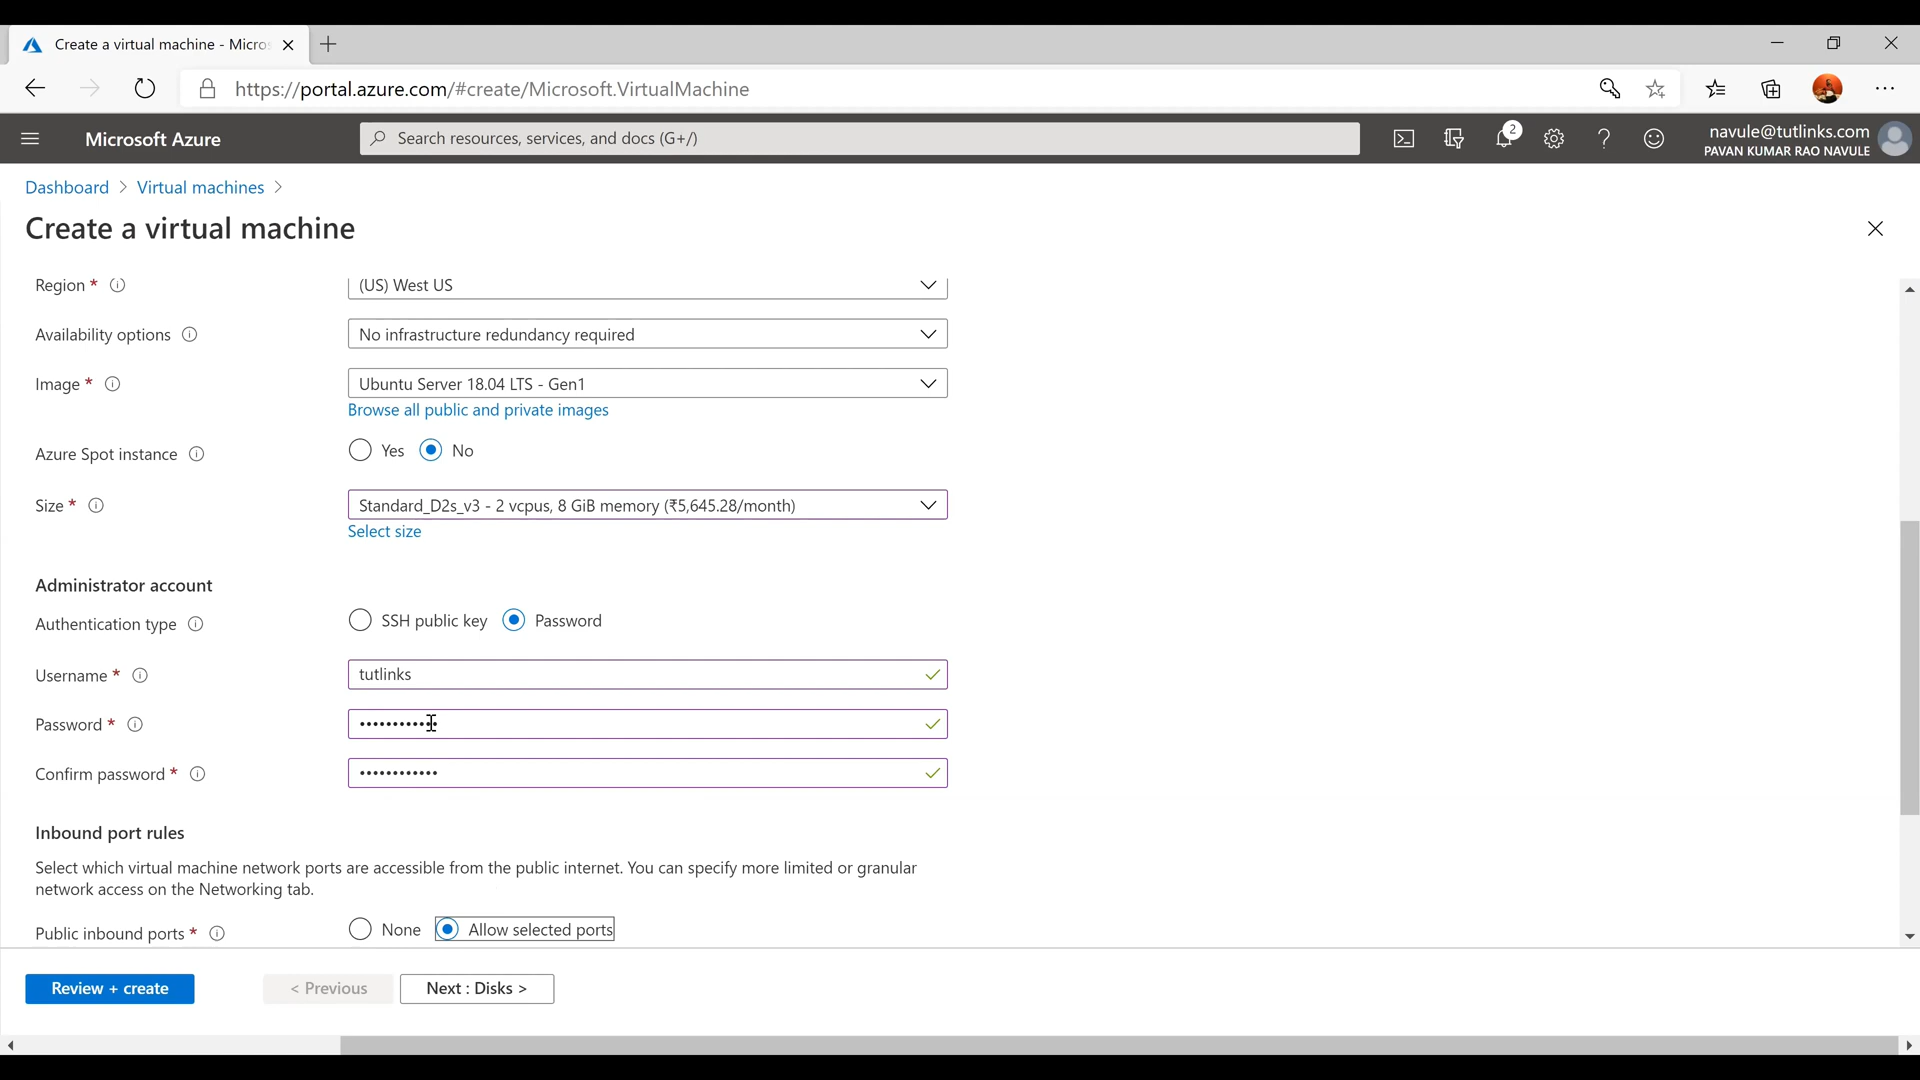 Create a virtual machine - Micros
https://portal.azure.com/#create/Microsoft.VirtualMachine
Microsoft Azure
Search resources, services, and docs (G+/)
2
navule@tutlinks.com
PAVAN KUMAR RAO NAVULE
Dashboard > Virtual machines >
Create a virtual machine
Region * (US) West US
Availability options No infrastructure redundancy required
Image * Ubuntu Server 18.04 LTS - Gen1
Browse all public and private images
Azure Spot instance Yes No
Size * Standard_D2s_v3 - 2 vcpus, 8 GiB memory (₹5,645.28/month)
Select size
Administrator account
Authentication type SSH public key Password
Username * tutlinks
Password * ••••••••••••
Confirm password * ••••••••••••
Inbound port rules
Select which virtual machine network ports are accessible from the public internet. You can specify more limited or granular
network access on the Networking tab.
Public inbound ports * None Allow selected ports
Review + create < Previous Next : Disks >